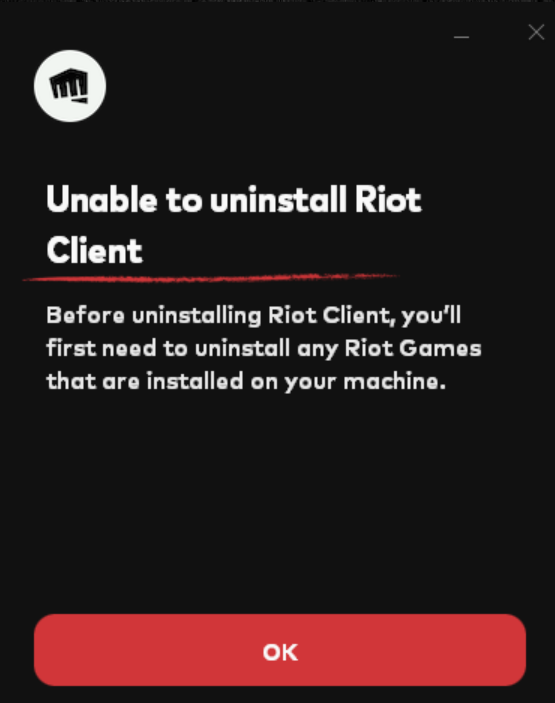 Unable to uninstall Riot
Client
Before uninstalling Riot Client, you'll
first need to uninstall any Riot Games
that are installed on your machine.
OK